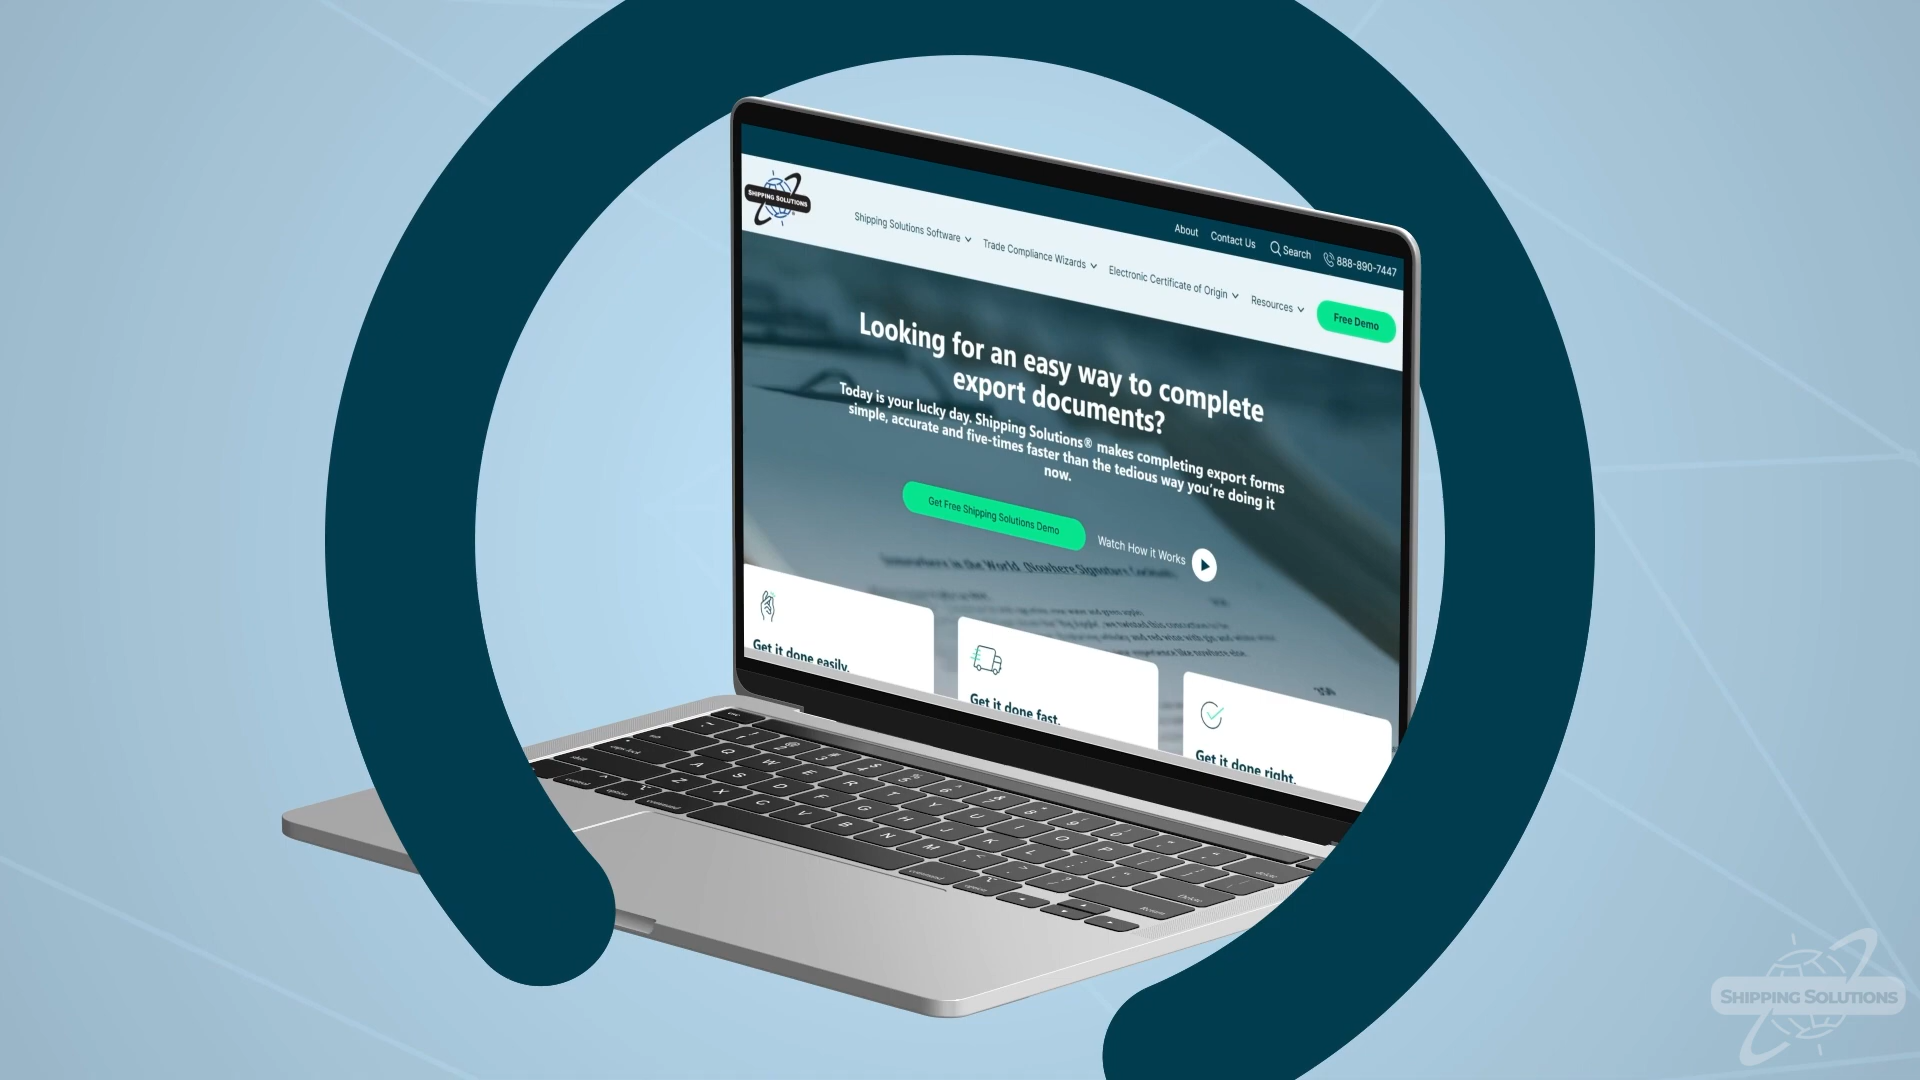 SHIPPING SOLUTIONS
About
Contact Us
Search
888-890-7447
Shipping Solutions Software
Trade Compliance Wizards
Electronic Certificate of Origin
Resources
Free Demo
Looking for an easy way to complete
export documents?
Today is your lucky day. Shipping Solutions® makes completing export forms
simple, accurate and five-times faster than the tedious way you're doing it
now.
Get Free Shipping Solutions Demo
Watch How it Works
Get it done easily.
Get it done fast.
Get it done right.
SHIPPING SOLUTIONS